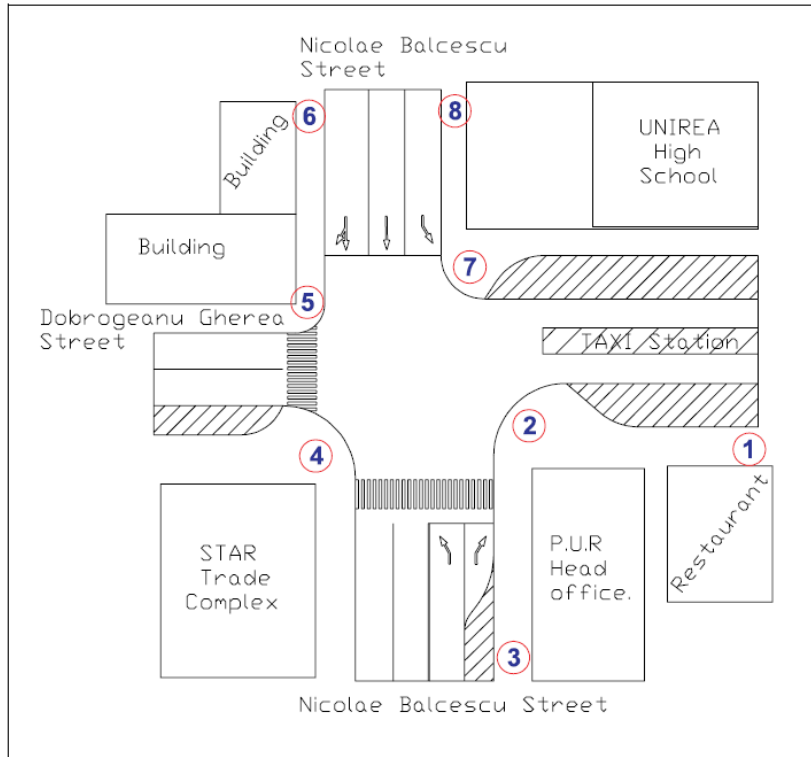 Nicolae Balcescu
Street
6
8
Building
UNIREA
High
School
Building
7
5
Dobrogeanu Gherea
Street
TAXI Station
2
4
1
STAR
Trade
Complex
P.U.R
Head
office.
Restaurant
3
Nicolae Balcescu Street